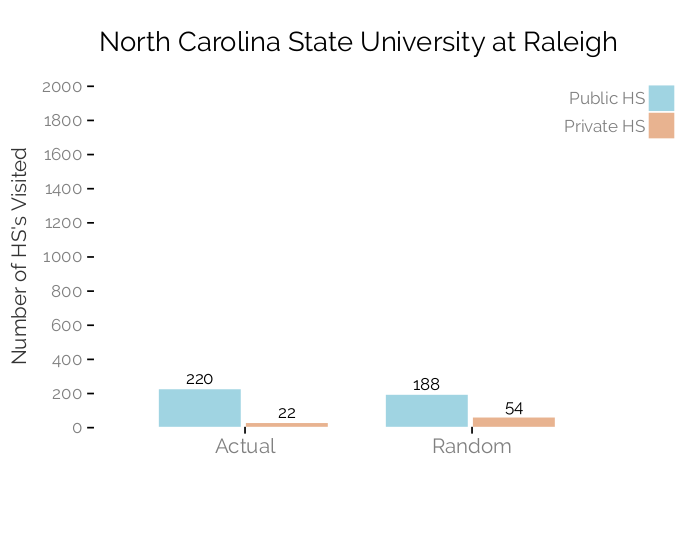 North Carolina State University at Raleigh
Public HS
Private HS
Number of HS's Visited
2000
1800
1600
1400
1200
1000
800
600
400
200
0
220
22
188
54
Actual
Random